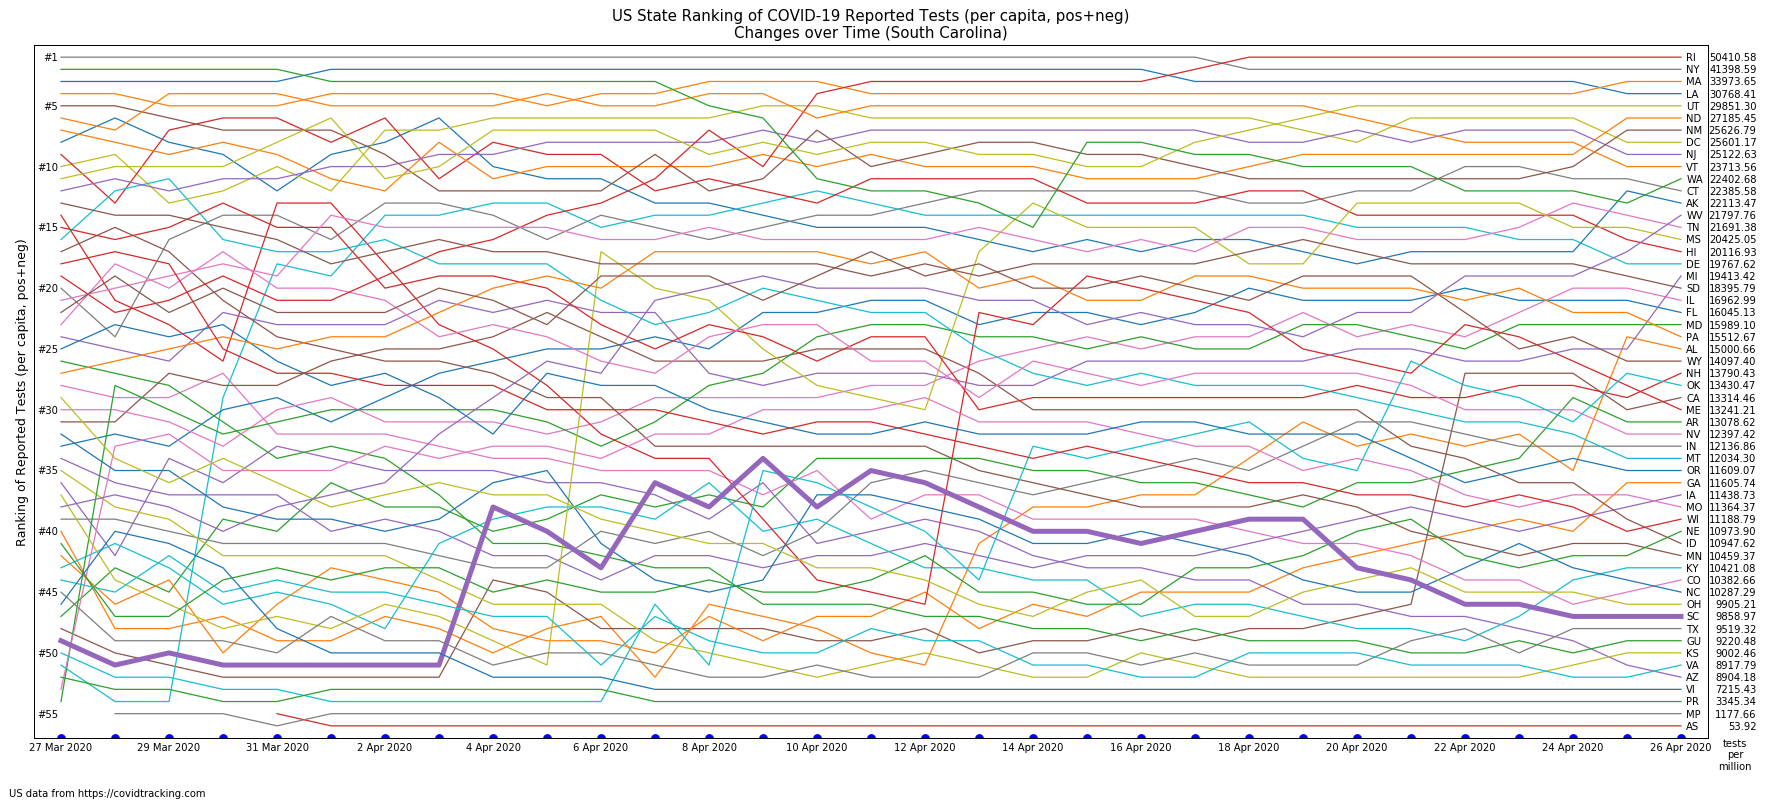 US State Ranking of COVID-19 Reported Tests (per capita, pos+neg)
Changes over Time (South Carolina)
Ranking of Reported Tests (per capita, pos+neg)
#1
#5
#10
#15
#20
#25
#30
#35
#40
#45
#50
#55
RI 50410.58
NY 41398.59
MA 33973.65
LA 30768.41
UT 29851.30
ND 27185.45
NM 25626.79
DC 25601.17
NJ 25122.63
VT 23713.56
WA 22402.68
CT 22385.58
AK 22113.47
WV 21797.76
TN 21691.38
MS 20425.05
HI 20116.93
DE 19767.62
MI 19413.42
SD 18395.79
IL 16962.99
FL 16045.13
MD 15989.10
PA 15512.67
AL 15000.66
WY 14097.40
NH 13790.43
OK 13430.47
CA 13314.46
ME 13241.21
AR 13078.62
NV 12397.42
IN 12136.86
MT 12034.30
OR 11609.07
GA 11605.74
IA 11438.73
MO 11364.37
WI 11188.79
NE 10973.90
ID 10947.62
MN 10459.37
KY 10421.08
CO 10382.66
NC 10287.29
OH 9905.21
SC 9858.97
TX 9519.32
GU 9220.48
KS 9002.46
VA 8917.79
AZ 8904.18
VI 7215.43
PR 3345.34
MP 1177.66
AS 53.92
27 Mar 2020 29 Mar 2020 31 Mar 2020 2 Apr 2020 4 Apr 2020 6 Apr 2020 8 Apr 2020 10 Apr 2020 12 Apr 2020 14 Apr 2020 16 Apr 2020 18 Apr 2020 20 Apr 2020 22 Apr 2020 24 Apr 2020 26 Apr 2020
tests
per
million
US data from https://covidtracking.com